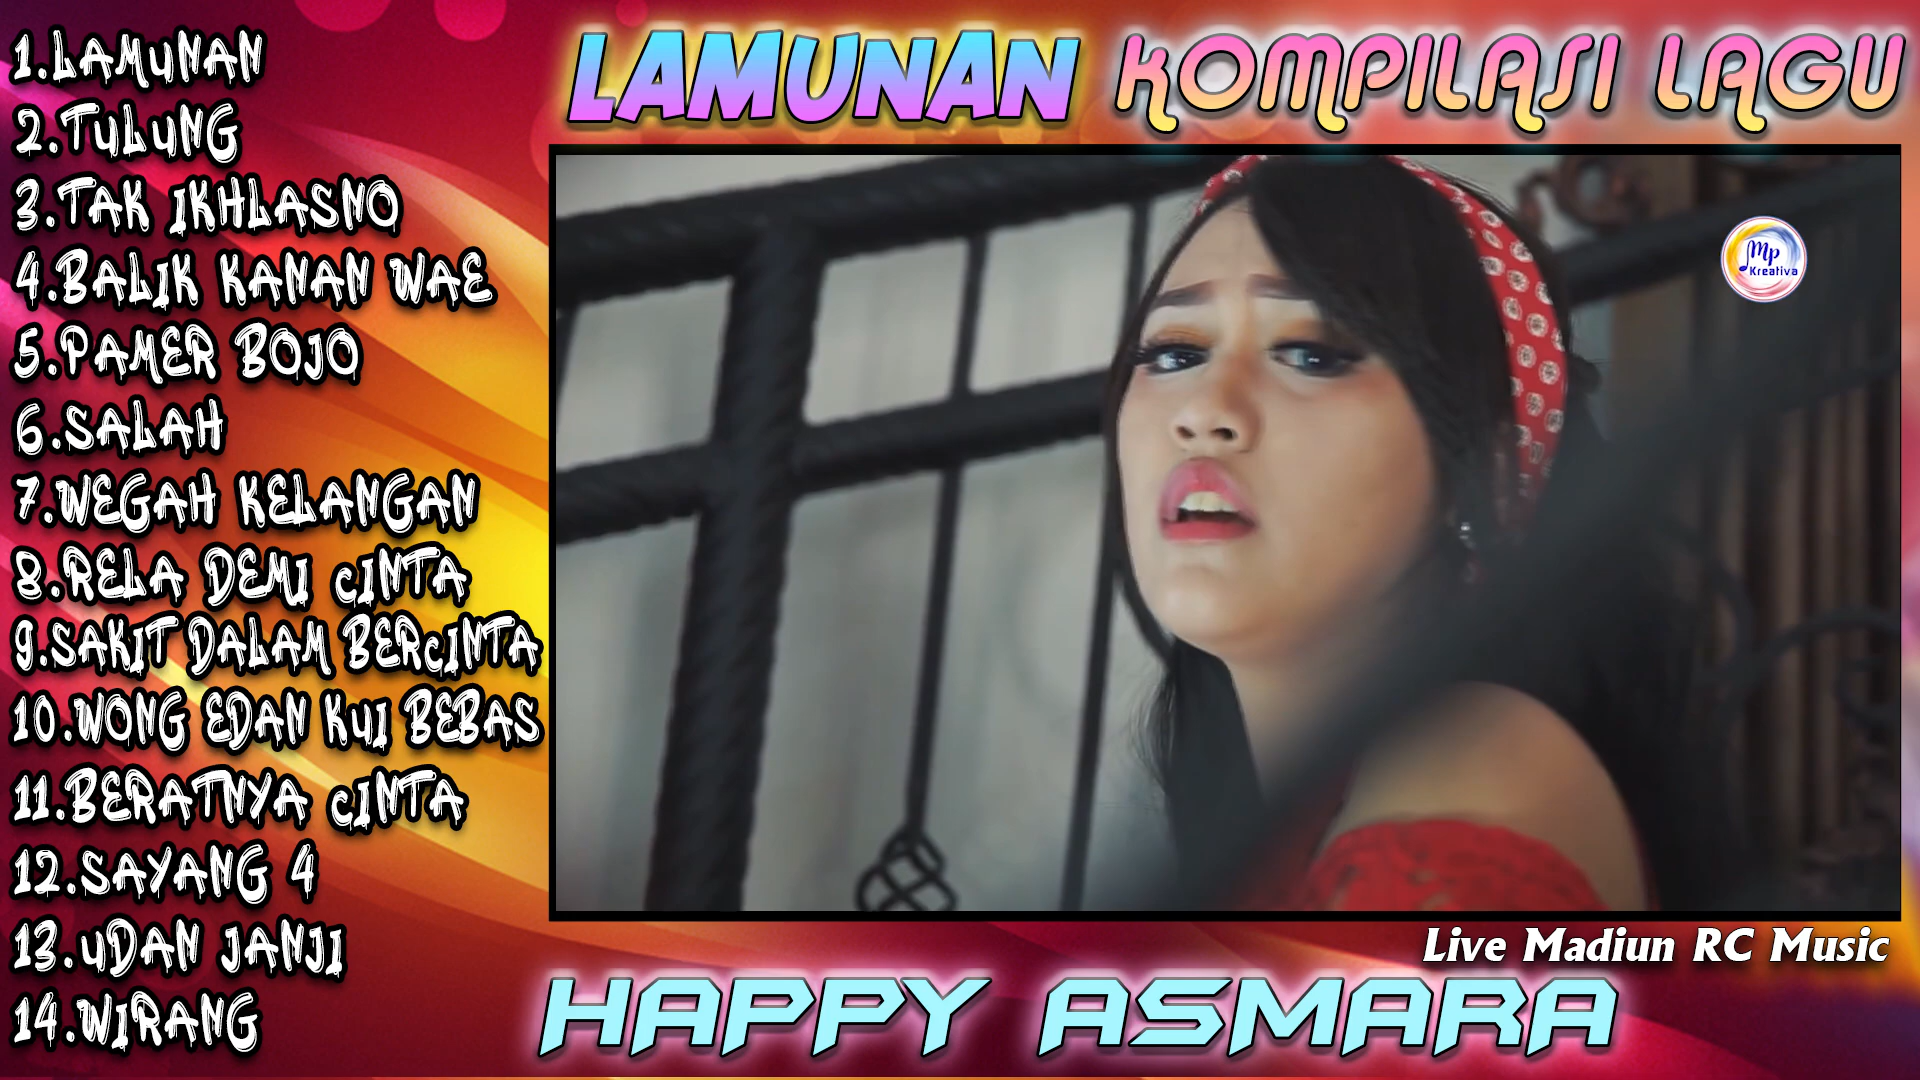 LAMUNAN KOMPILASI LAGU
1.LAMUNAN
2.TULUNG
3.TAK IKHLASNO
4.BALIK KANAN WAE
5.PAMER BOJO
6.SALAH
7.WEGAH KELANGAN
8.RELA DEMI CINTA
9.SAKIT DALAM BERCINTA
10.WONG EDAN KUI BEBAS
11.BERATNYA CINTA
12.SAYANG 4
13.UDAN JANJI
14.WIRANG
Mp
Kreativa
Live Madiun RC Music
HAPPY ASMARA